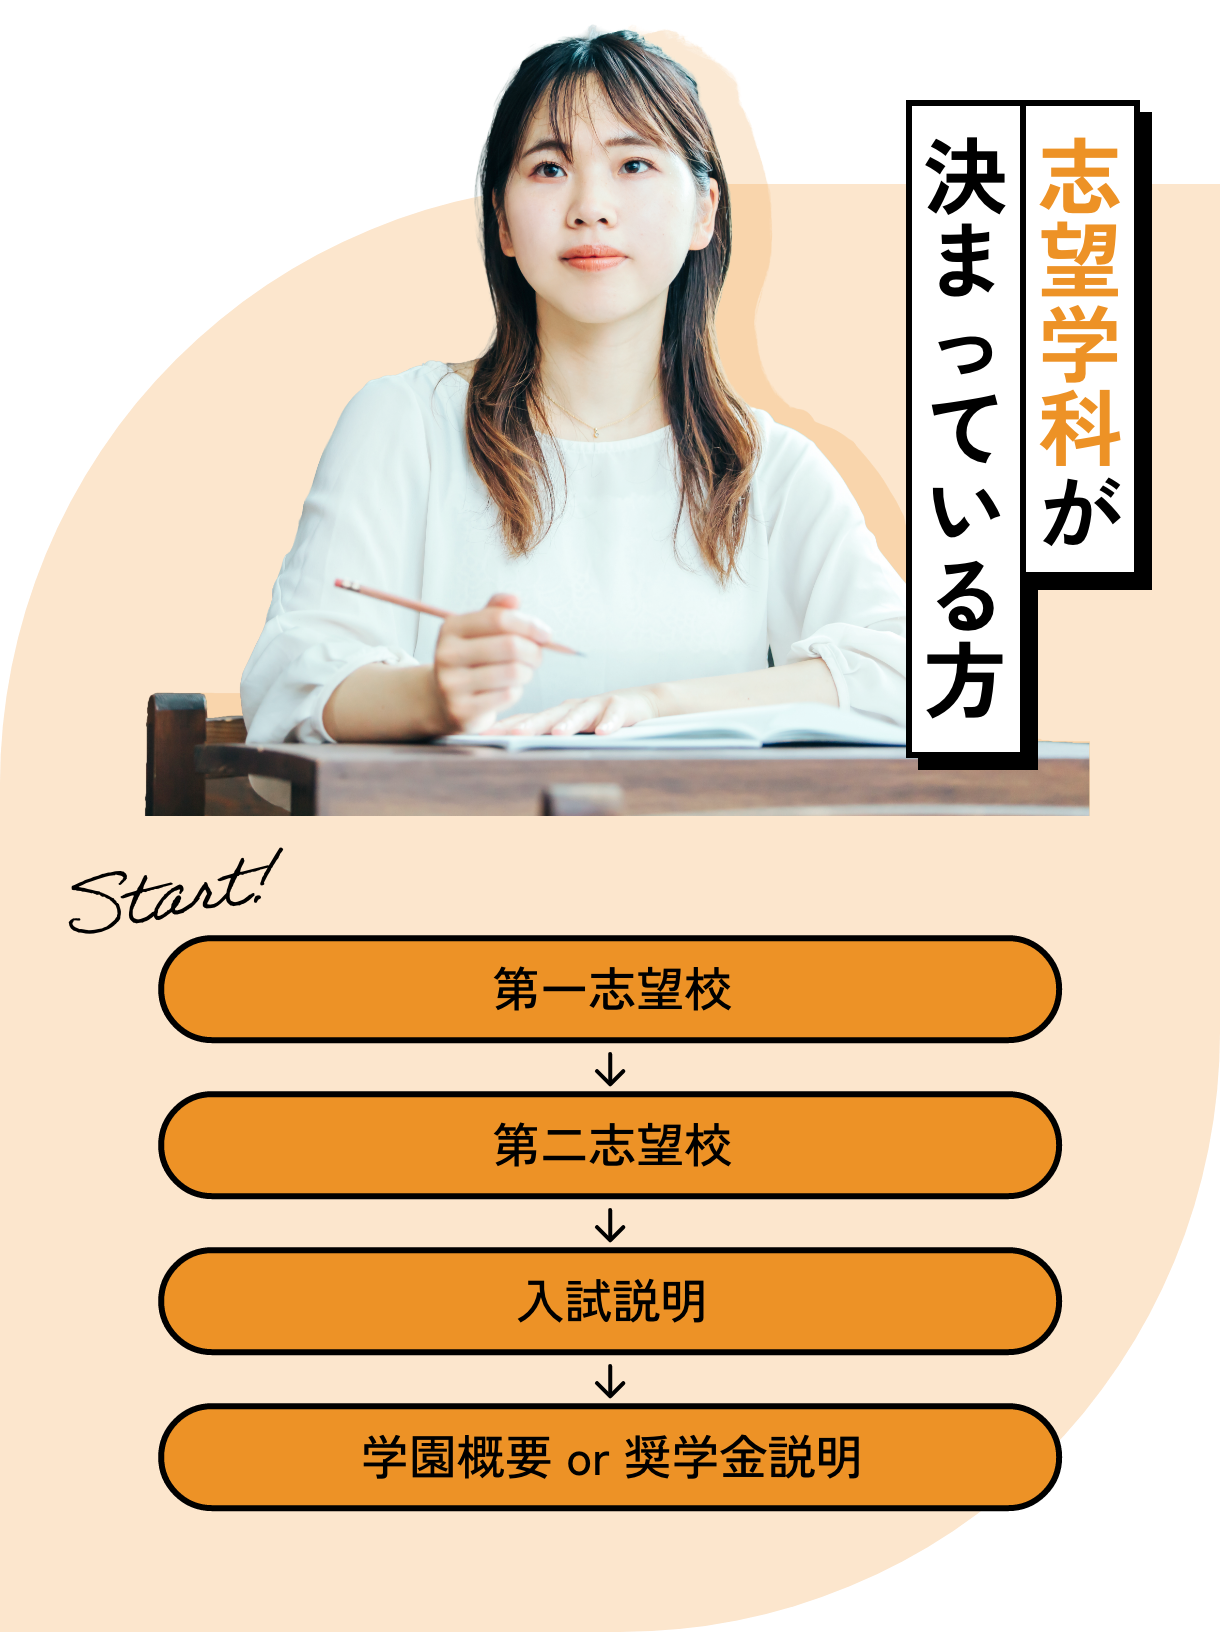 志望学科が
決まっている方
Start!
第一志望校
↓
第二志望校
↓
入試説明
↓
学園概要 or 奨学金説明